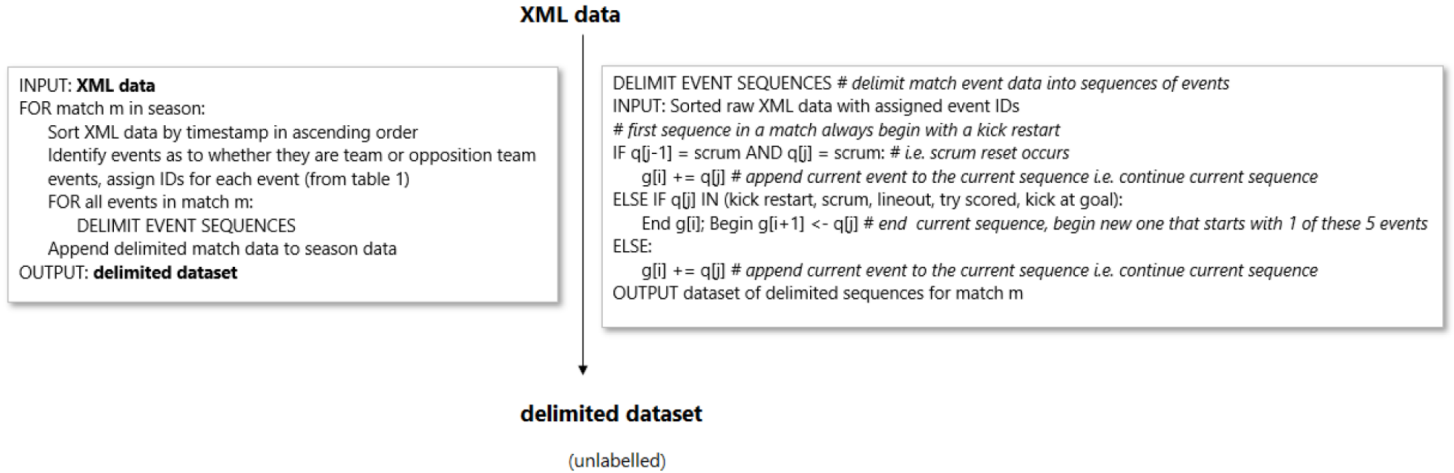 XML data
INPUT: XML data
FOR match m in season:
Sort XML data by timestamp in ascending order
Identify events as to whether they are team or opposition team
events, assign IDs for each event (from table 1)
FOR all events in match m:
DELIMIT EVENT SEQUENCES
Append delimited match data to season data
OUTPUT: delimited dataset
DELIMIT EVENT SEQUENCES # delimit match event data into sequences of events
INPUT: Sorted raw XML data with assigned event IDs
# first sequence in a match always begin with a kick restart
IF q[j-1] = scrum AND q[j] = scrum: # i.e. scrum reset occurs
g[i] += q[j] # append current event to the current sequence i.e. continue current sequence
ELSE IF q[j] IN (kick restart, scrum, lineout, try scored, kick at goal):
End g[i]; Begin g[i+1] <- q[j] # end current sequence, begin new one that starts with 1 of these 5 events
ELSE:
g[i] += q[j] # append current event to the current sequence i.e. continue current sequence
OUTPUT dataset of delimited sequences for match m
delimited dataset
(unlabelled)